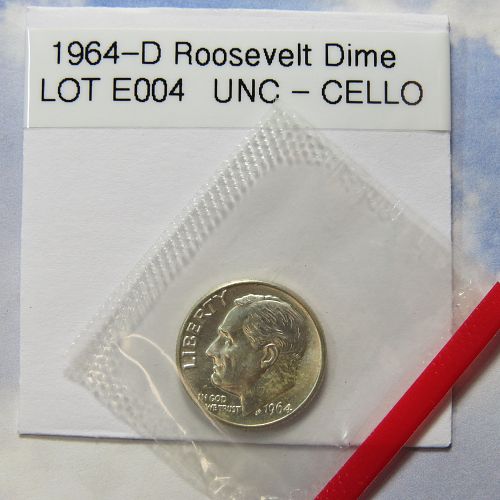 1964-D Roosevelt Dime
LOT E004 UNC - CELLO
LIBERTY
IN GOD
WE TRUST
1964